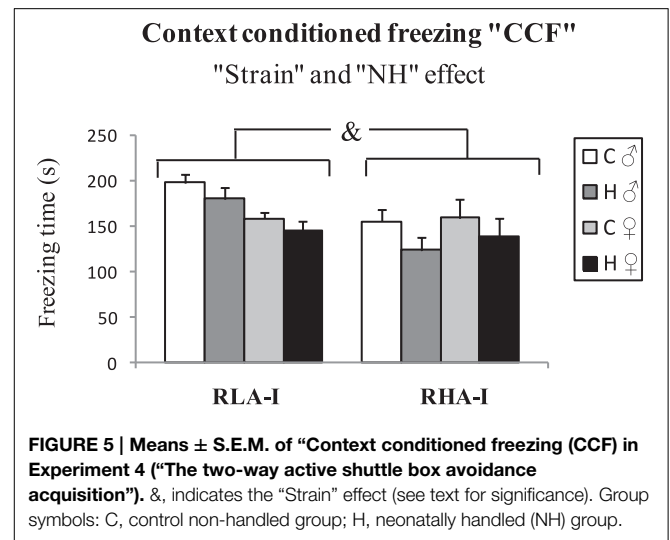 Context conditioned freezing "CCF"
"Strain" and "NH" effect
&
250
200
150
100
50
0
Freezing time (s)
C ♂
H ♂
C ♀
H ♀
RLA-I RHA-I
FIGURE 5 | Means ± S.E.M. of “Context conditioned freezing (CCF) in
Experiment 4 (“The two-way active shuttle box avoidance
acquisition”). &, indicates the “Strain” effect (see text for significance). Group
symbols: C, control non-handled group; H, neonatally handled (NH) group.